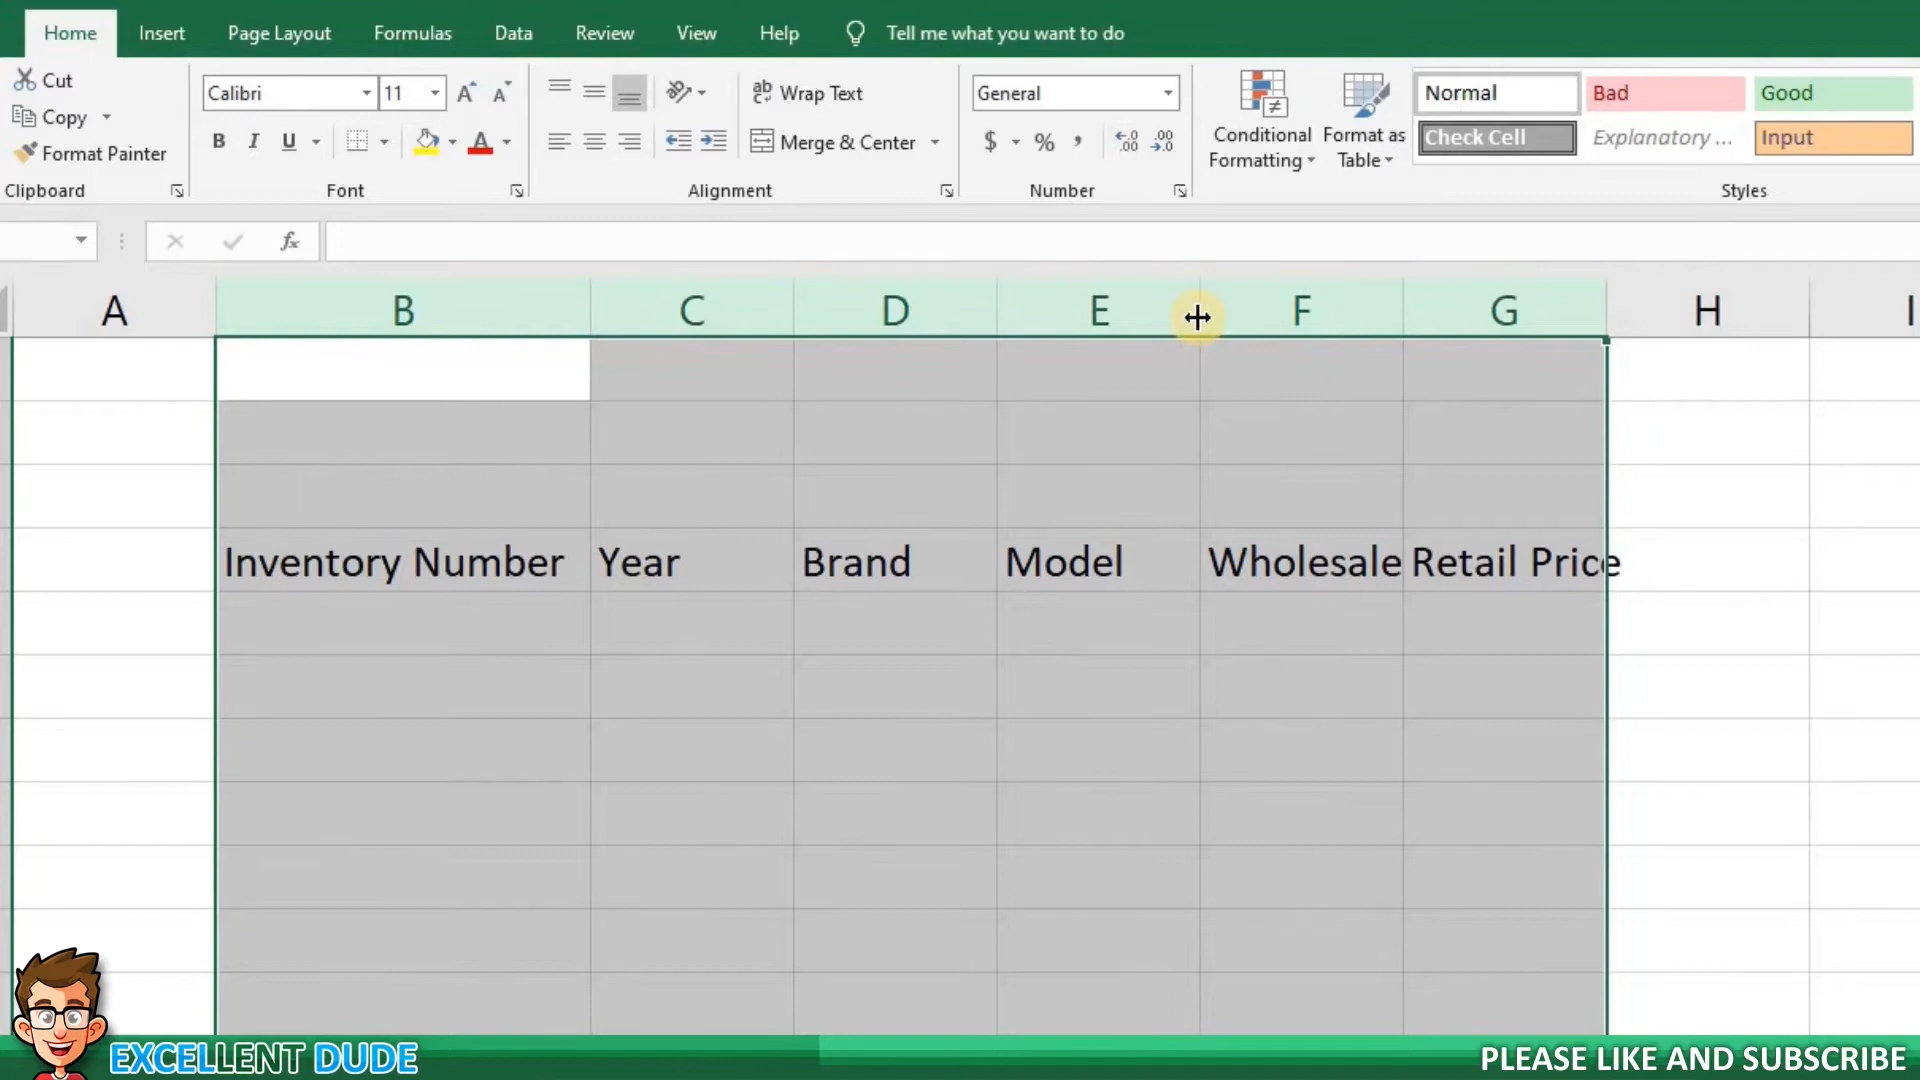 Home Insert Page Layout Formulas Data Review View Help Tell me what you want to do
Cut
Copy
Format Painter
Clipboard
Calibri 11
B I U A
Font
ab Wrap Text
Merge & Center
Alignment
General
$ % ,
Number
Conditional Formatting
Format as Table
Normal Bad Good
Check Cell Explanatory ... Input
Styles
fx
A B C D E F G H I
Inventory Number Year Brand Model Wholesale Retail Price
EXCELLENT DUDE
PLEASE LIKE AND SUBSCRIBE